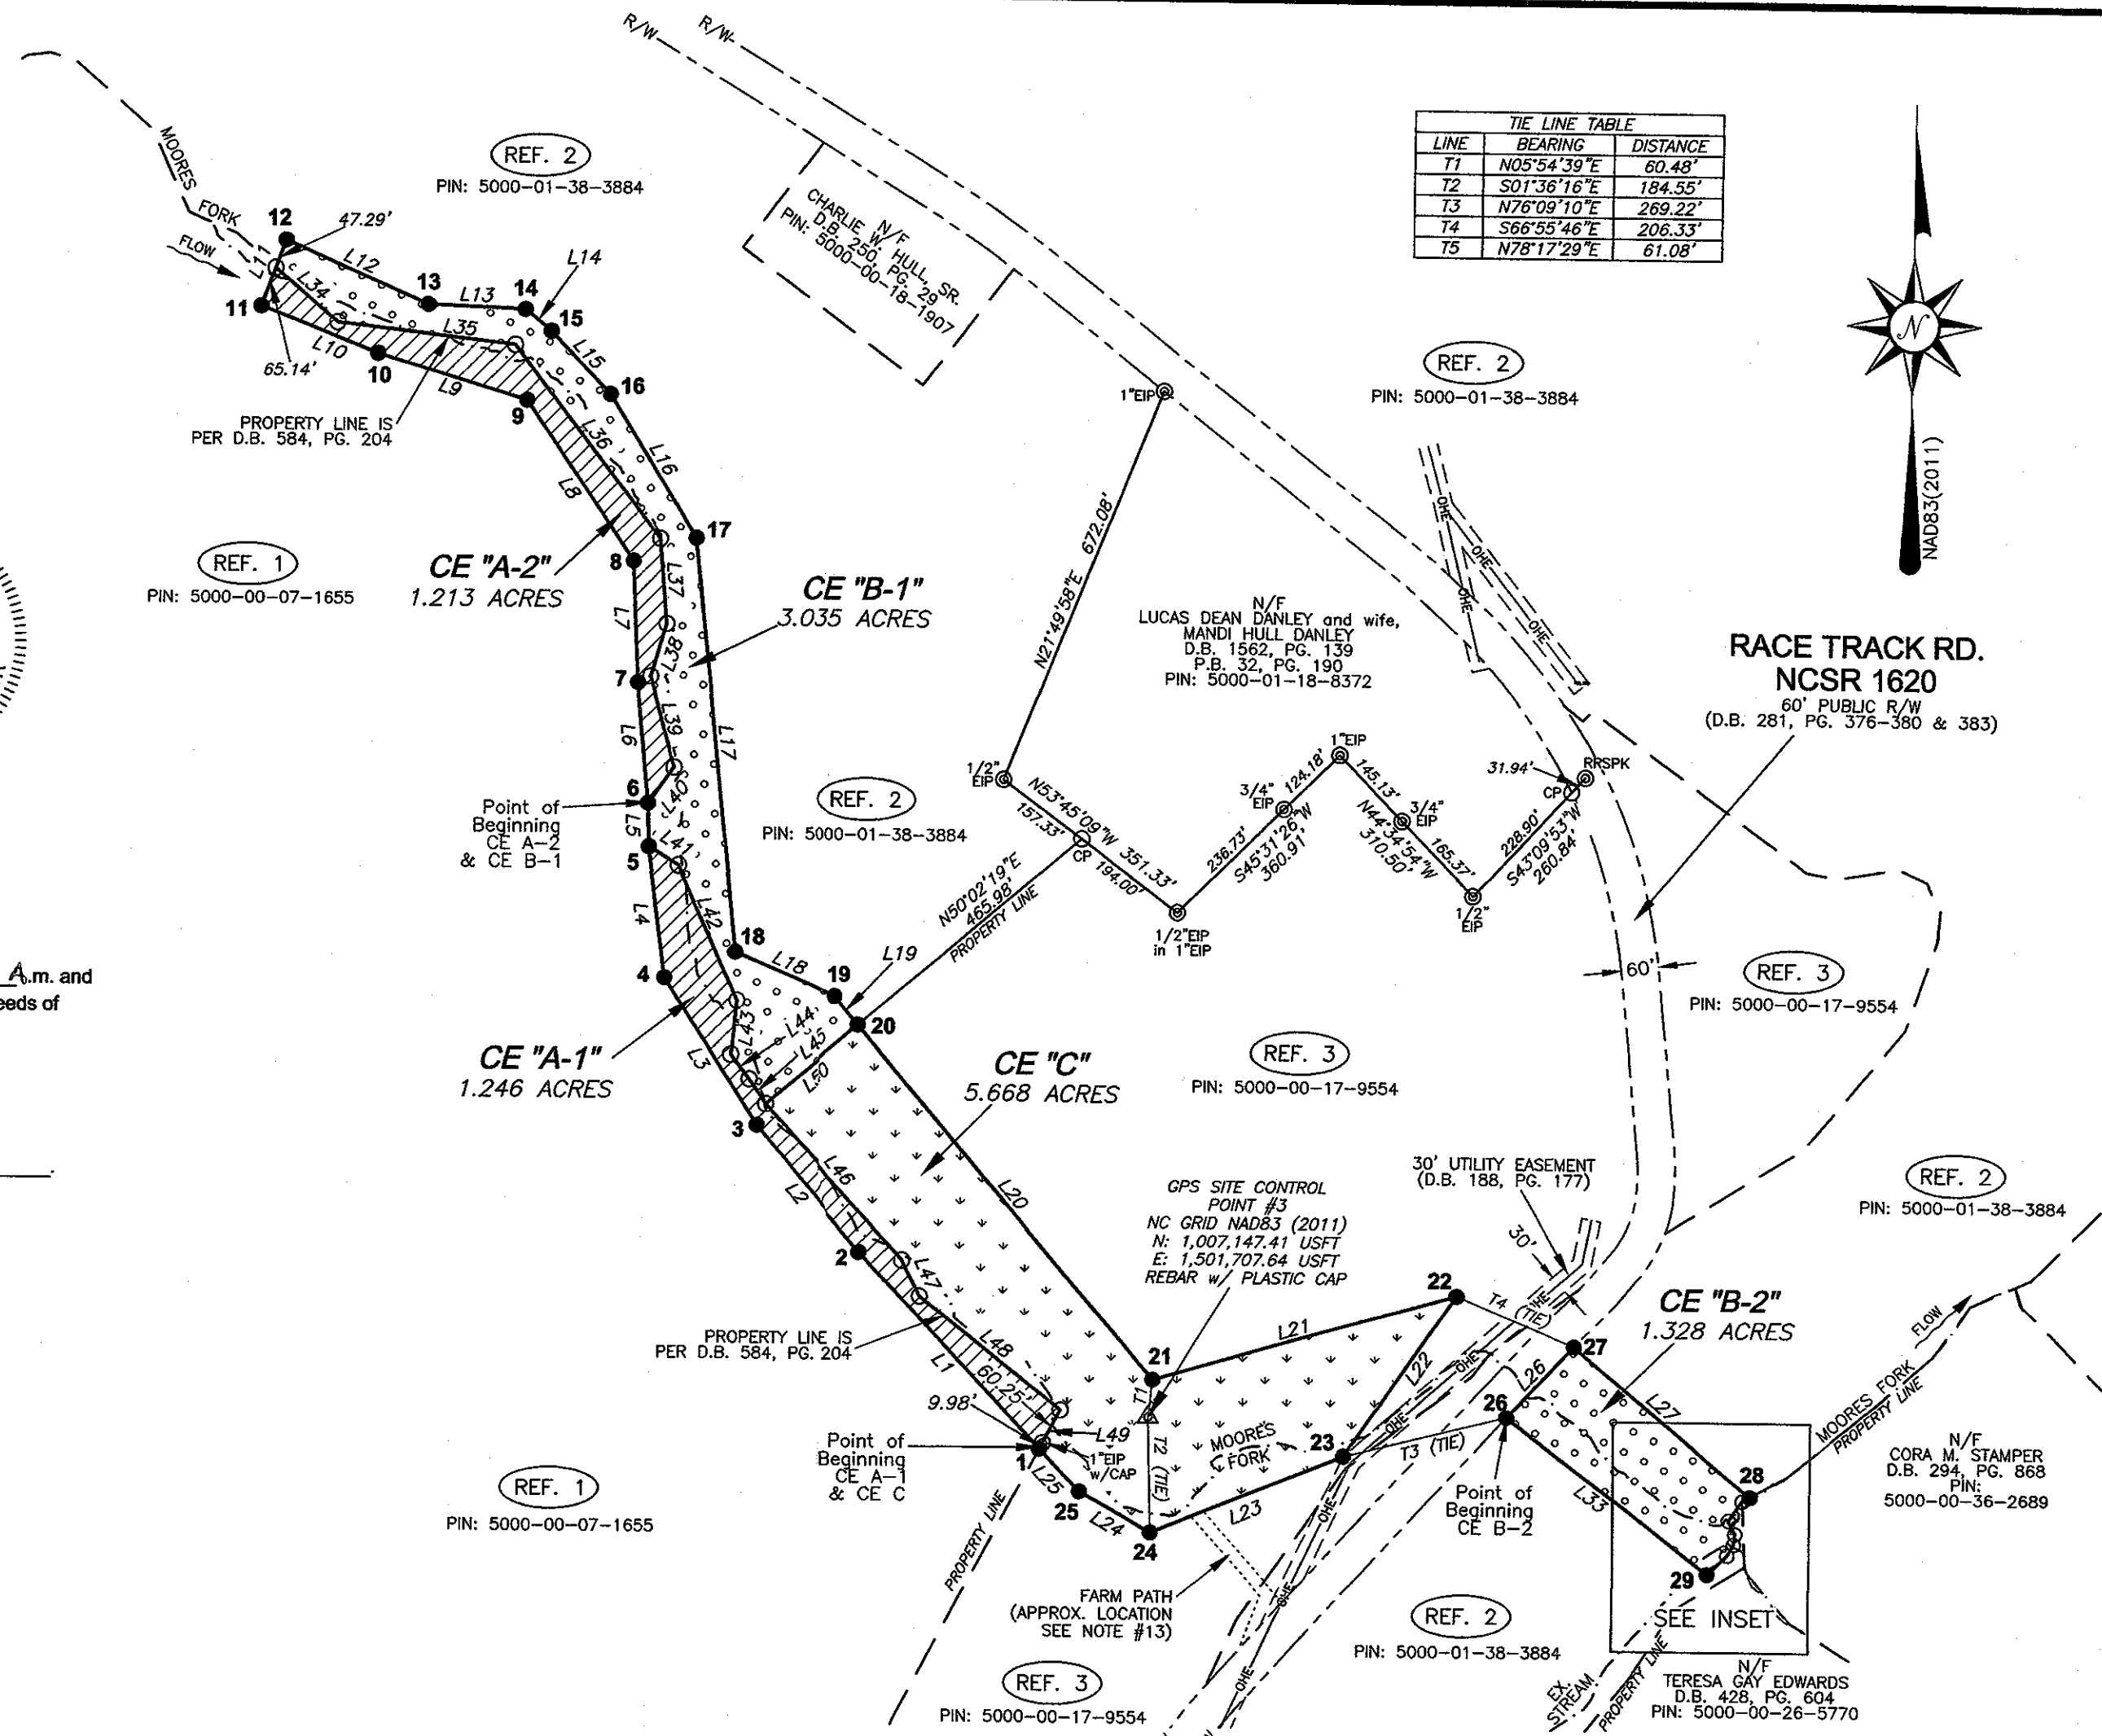 R/W
R/W
TIE LINE TABLE
LINE BEARING DISTANCE
T1 N05°54'39"E 60.48'
T2 S01°36'16"E 184.55'
T3 N76°09'10"E 269.22'
T4 S66°55'46"E 206.33'
T5 N78°17'29"E 61.08'
MOORES
FORK
FLOW
REF. 2
PIN: 5000-01-38-3884
12
47.29'
L11
L34
L12
13
L13
14
L14
15
11
L10
65.14'
10
L35
L9
L15
16
9
PROPERTY LINE IS
PER D.B. 584, PG. 204
L36
L16
L8
17
N/F
CHARLIE W. HULL, SR.
D.B. 250, PG. 29
PIN: 5000-00-18-1907
1"EIP
REF. 2
PIN: 5000-01-38-3884
N
NAD83(2011)
OHE
OHE
OHE
OHE
REF. 1
PIN: 5000-00-07-1655
CE "A-2"
1.213 ACRES
8
L37
L7
L38
7
L39
L6
CE "B-1"
3.035 ACRES
L17
N21°49'58"E 672.08'
N/F
LUCAS DEAN DANLEY and wife,
MANDI HULL DANLEY
D.B. 1562, PG. 139
P.B. 32, PG. 190
PIN: 5000-01-18-8372
RACE TRACK RD.
NCSR 1620
60' PUBLIC R/W
(D.B. 281, PG. 376-380 & 383)
6
L40
Point of
Beginning
CE A-2
& CE B-1
L5
5
L41
L42
L4
REF. 2
PIN: 5000-01-38-3884
1/2"
EIP
N53°45'09"W 351.33'
157.33'
CP
194.00'
1/2"EIP
in 1"EIP
236.73'
3/4"
EIP
124.18'
S45°31'26"W
360.91'
1"EIP
145.13'
3/4"
EIP
N44°34'54"W
310.50'
165.37'
1/2"
EIP
228.90'
S43°09'53"W
260.84'
31.94'
RRSPK
CP
N50°02'19"E
465.98'
PROPERTY LINE
18
L18
19
L19
20
4
L43
L44
L45
L3
L50
3
A.m. and
eeds of
CE "A-1"
1.246 ACRES
CE "C"
5.668 ACRES
REF. 3
PIN: 5000-00-17-9554
60'
REF. 3
PIN: 5000-00-17-9554
REF. 2
PIN: 5000-01-38-3884
L46
L2
L20
2
L47
L48
L1
60.25'
PROPERTY LINE IS
PER D.B. 584, PG. 204
9.98'
L49
1"EIP
w/CAP
Point of
Beginning
CE A-1
& CE C
1
L25
25
L24
24
GPS SITE CONTROL
POINT #3
NC GRID NAD83 (2011)
N: 1,007,147.41 USFT
E: 1,501,707.64 USFT
REBAR w/ PLASTIC CAP
30' UTILITY EASEMENT
(D.B. 188, PG. 177)
30'
21
T1
T2 (TIE)
L21
22
L22
23
L23
MOORES
FORK
T4 (TIE)
T3 (TIE)
OHE
OHE
OHE
OHE
OHE
OHE
OHE
OHE
CE "B-2"
1.328 ACRES
27
L26
26
L27
L33
28
29
Point of
Beginning
CE B-2
SEE INSET
FLOW
MOORES FORK
PROPERTY LINE
N/F
CORA M. STAMPER
D.B. 294, PG. 868
PIN:
5000-00-36-2689
REF. 1
PIN: 5000-00-07-1655
PROPERTY LINE
FARM PATH
(APPROX. LOCATION
SEE NOTE #13)
REF. 3
PIN: 5000-00-17-9554
REF. 2
PIN: 5000-01-38-3884
EX.
STREAM
PROPERTY LINE
N/F
TERESA GAY EDWARDS
D.B. 428, PG. 604
PIN: 5000-00-26-5770